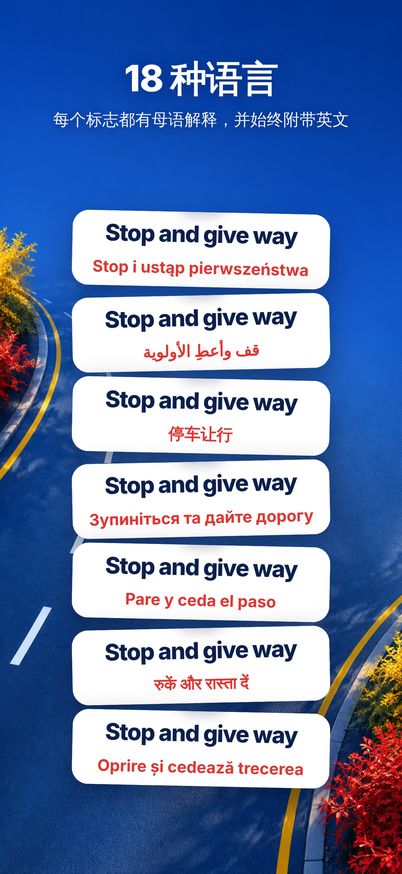 18 种语言
每个标志都有母语解释，并始终附带英文
Stop and give way
Stop i ustąp pierwszeństwa
Stop and give way
قف وأعطِ الأولوية
Stop and give way
停车让行
Stop and give way
Зупиніться та дайте дорогу
Stop and give way
Pare y ceda el paso
Stop and give way
रुकें और रास्ता दें
Stop and give way
Oprire și cedează trecerea